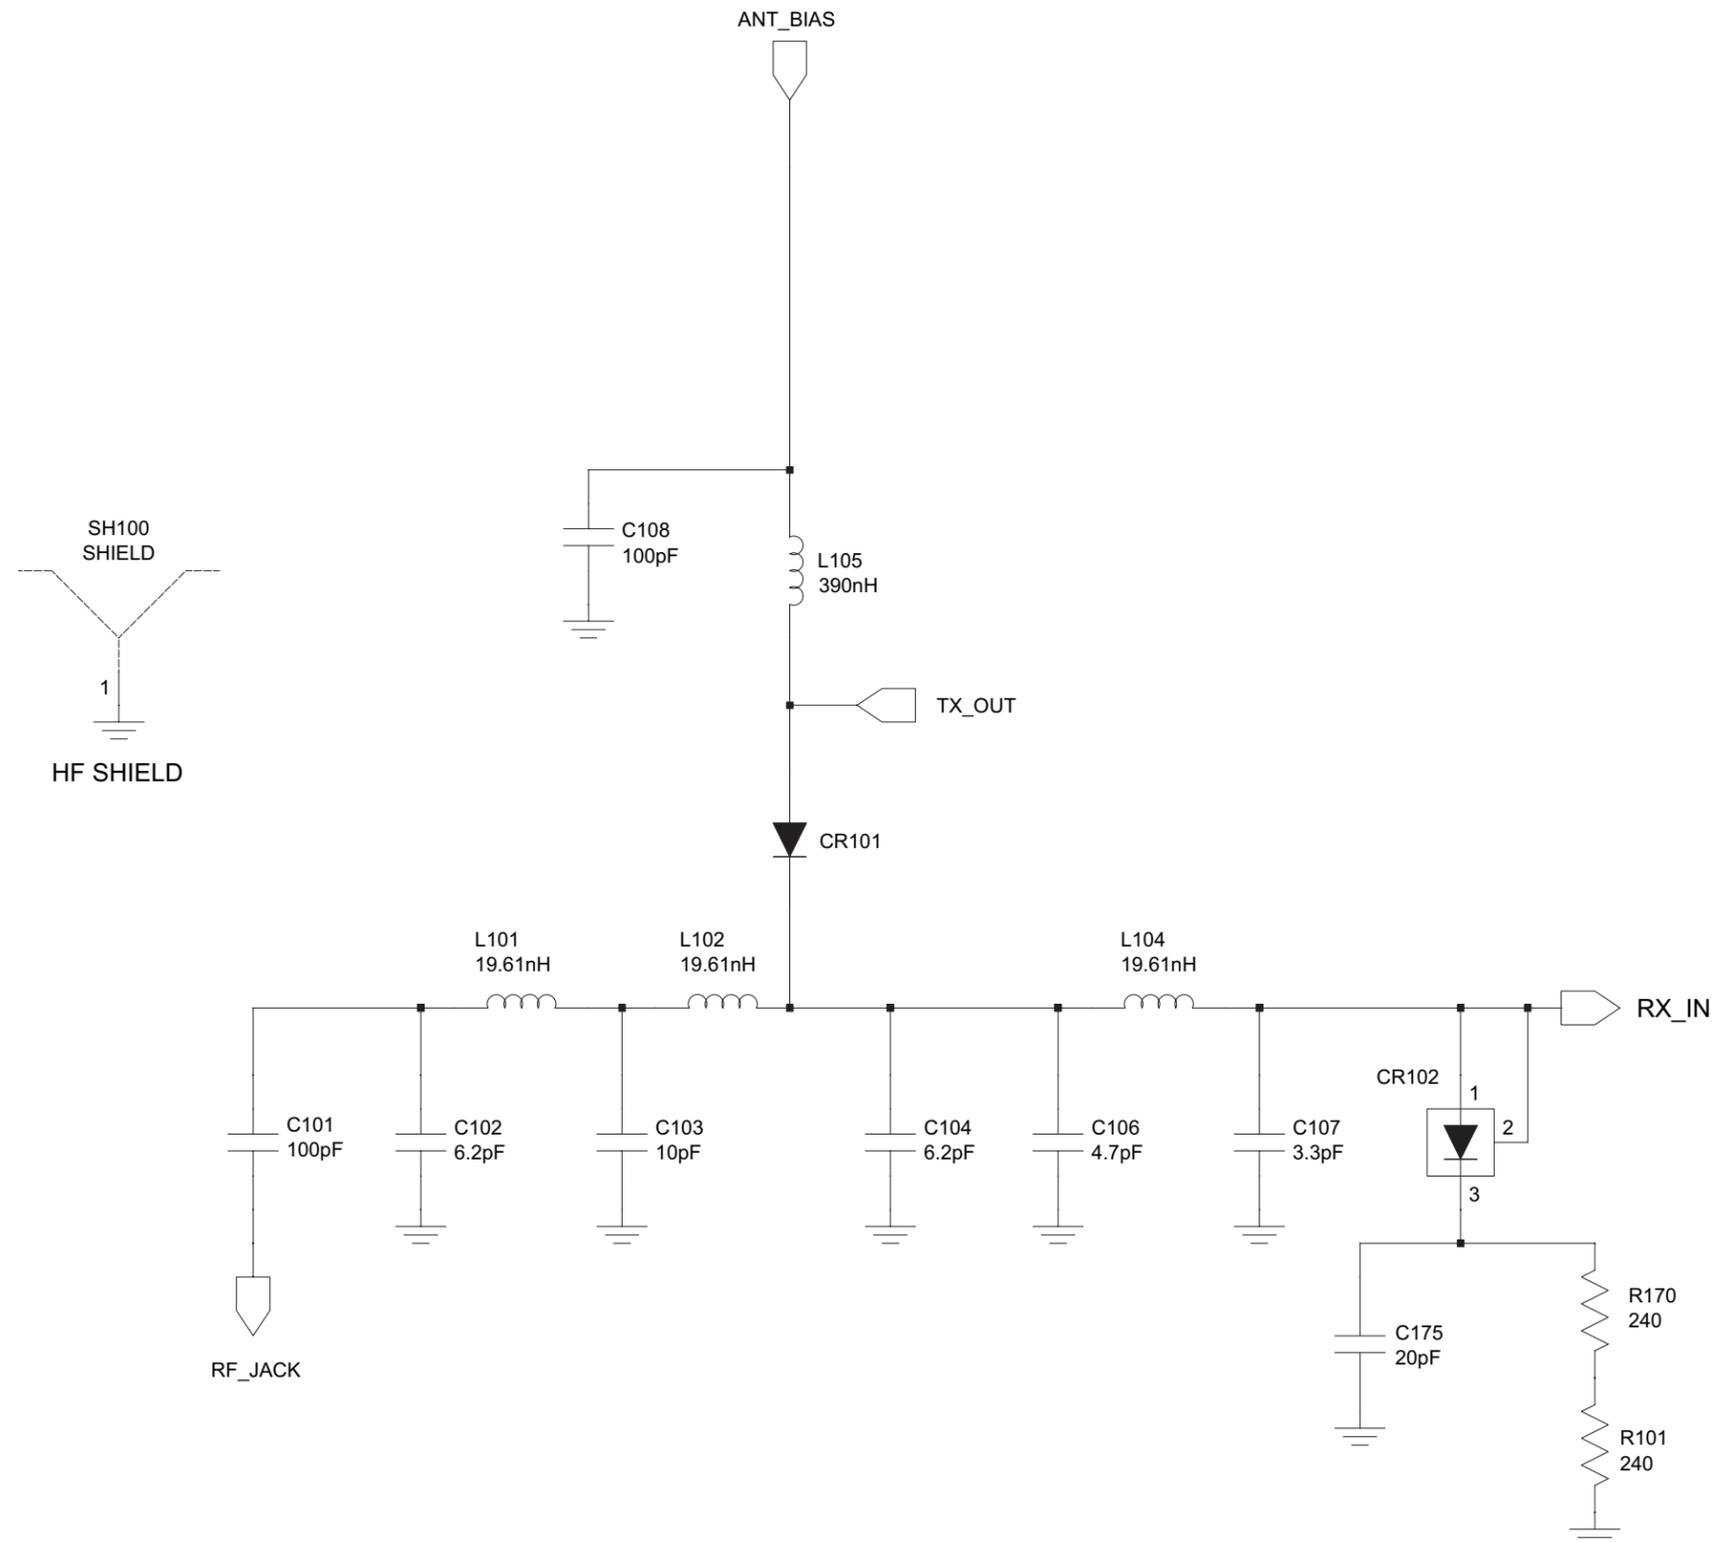 ANT_BIAS
C108
100pF
L105
390nH
SH100
SHIELD
1
HF SHIELD
TX_OUT
CR101
L101
19.61nH
L102
19.61nH
L104
19.61nH
RX_IN
C101
100pF
C102
6.2pF
C103
10pF
C104
6.2pF
C106
4.7pF
C107
3.3pF
CR102
1
2
3
C175
20pF
R170
240
R101
240
RF_JACK